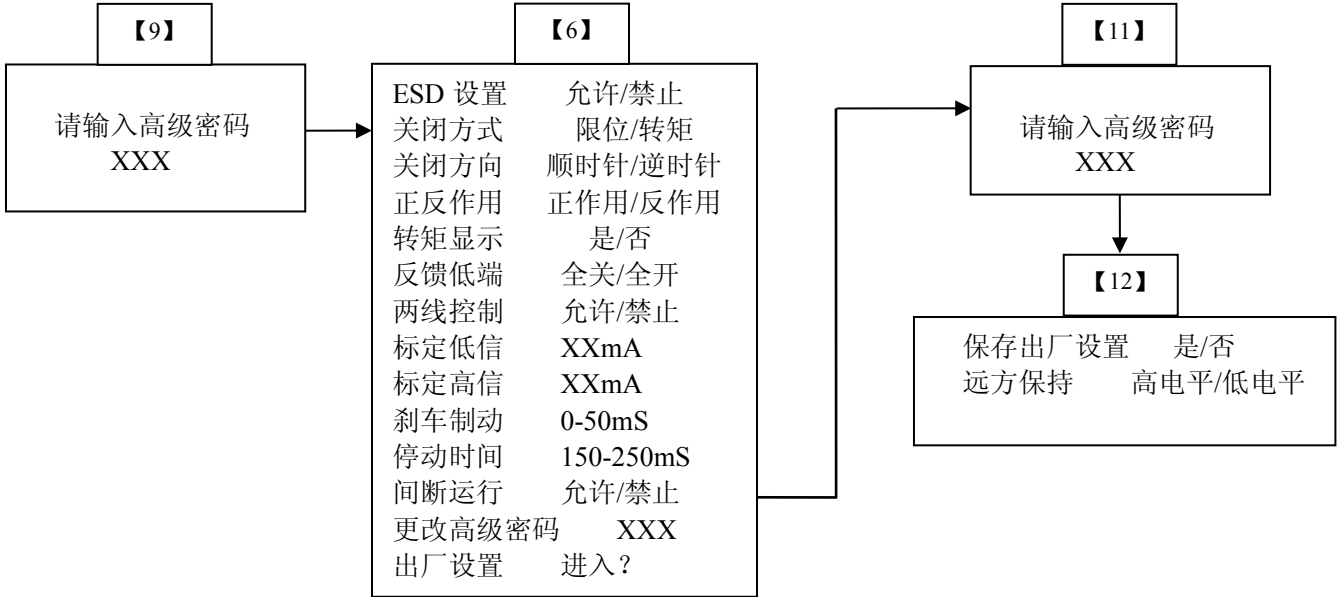 【9】
请输入高级密码
XXX
【6】
ESD 设置 允许/禁止
关闭方式 限位/转矩
关闭方向 顺时针/逆时针
正反作用 正作用/反作用
转矩显示 是/否
反馈低端 全关/全开
两线控制 允许/禁止
标定低信 XXmA
标定高信 XXmA
刹车制动 0-50mS
停动时间 150-250mS
间断运行 允许/禁止
更改高级密码 XXX
出厂设置 进入？
【11】
请输入高级密码
XXX
【12】
保存出厂设置 是/否
远方保持 高电平/低电平